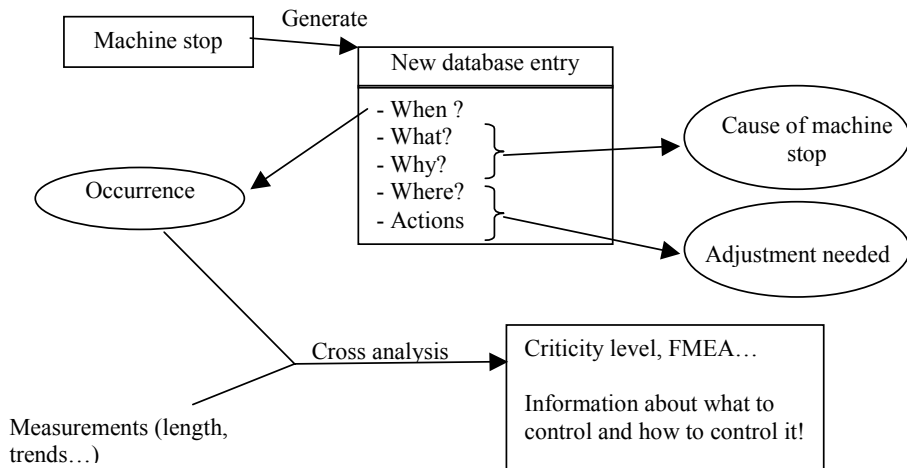 Generate
Machine stop
New database entry
- When ?
- What?
- Why?
- Where?
- Actions
Cause of machine
stop
Occurrence
Adjustment needed
Cross analysis
Criticity level, FMEA…
Information about what to
control and how to control it!
Measurements (length,
trends…)